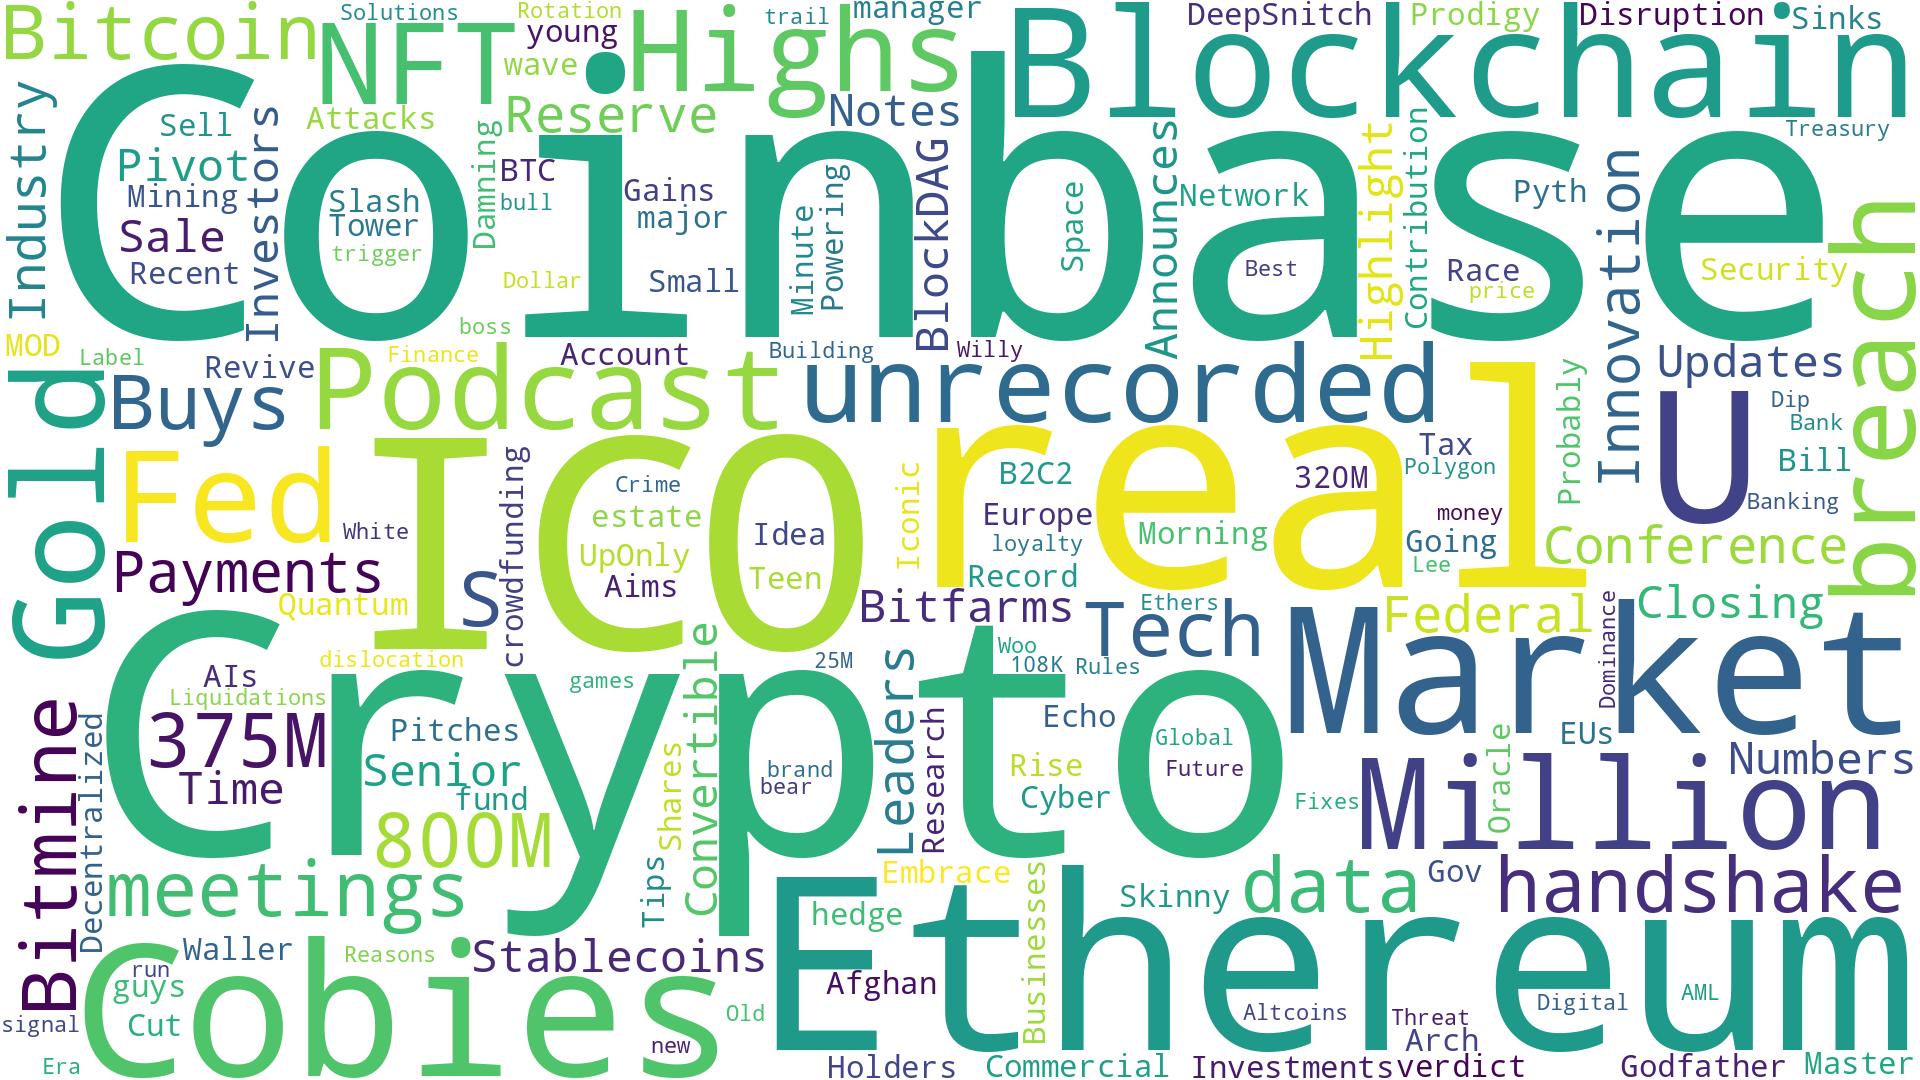 Bitcoin
Solutions
NFT
Rotation
young
wave
Highs
trail
manager
Blockchain
DeepSnitch
Prodigy
Disruption
Sinks
Industry
Coinbase
Sell
Pivot
Mining
Sale
Recent
Investors
Attacks
Reserve
Notes
Slash
Tower
trigger
Damning
BTC
bull
Dollar
boss
Gains
major
Small
Minute
Powering
BlockDAG
Space
Announces
Network
Best
Highlight
Contribution
Race
price
Pyth
Innovation
Treasury
Security
breach
MOD
Label
Revive
Finance
Account
Building
Willy
Updates
Gold
Buys
Podcast
unrecorded
Probably
U
Dip
Bank
Bill
Banking
Fed
White
Payments
Quantum
Ico
S
crowdfunding
Crime
estate
UpOnly
Aims
Idea
Teen
Iconic
real
B2C2
Europe
loyalty
Record
Morning
320M
Tax
Polygon
money
Going
Lee
Conference
Bitfarms
Tech
Ethers
Federal
Closing
Dominance
Market
Crypto
dislocation
AIs
Liquidations
375M
Time
Pitches
Senior
fund
800M
games
Convertible
Shares
Tips
25M
brand
bear
Leaders
Research
Woo
108K
Rules
Echo
Rise
Cyber
Global
Future
Fixes
EUs
Oracle
Numbers
Million
Bitmine
Decentralized
meetings
Embrace
Businesses
Skinny
data
Gov
handshake
Cobies
Waller
Reasons
Stablecoins
run
guys
Cut
signal
Era
new
Old
Ethereum
hedge
Afghan
Altcoins
Threat
Arch
Digital
AML
Holders
Commercial
Investments
verdict
Godfather
Master